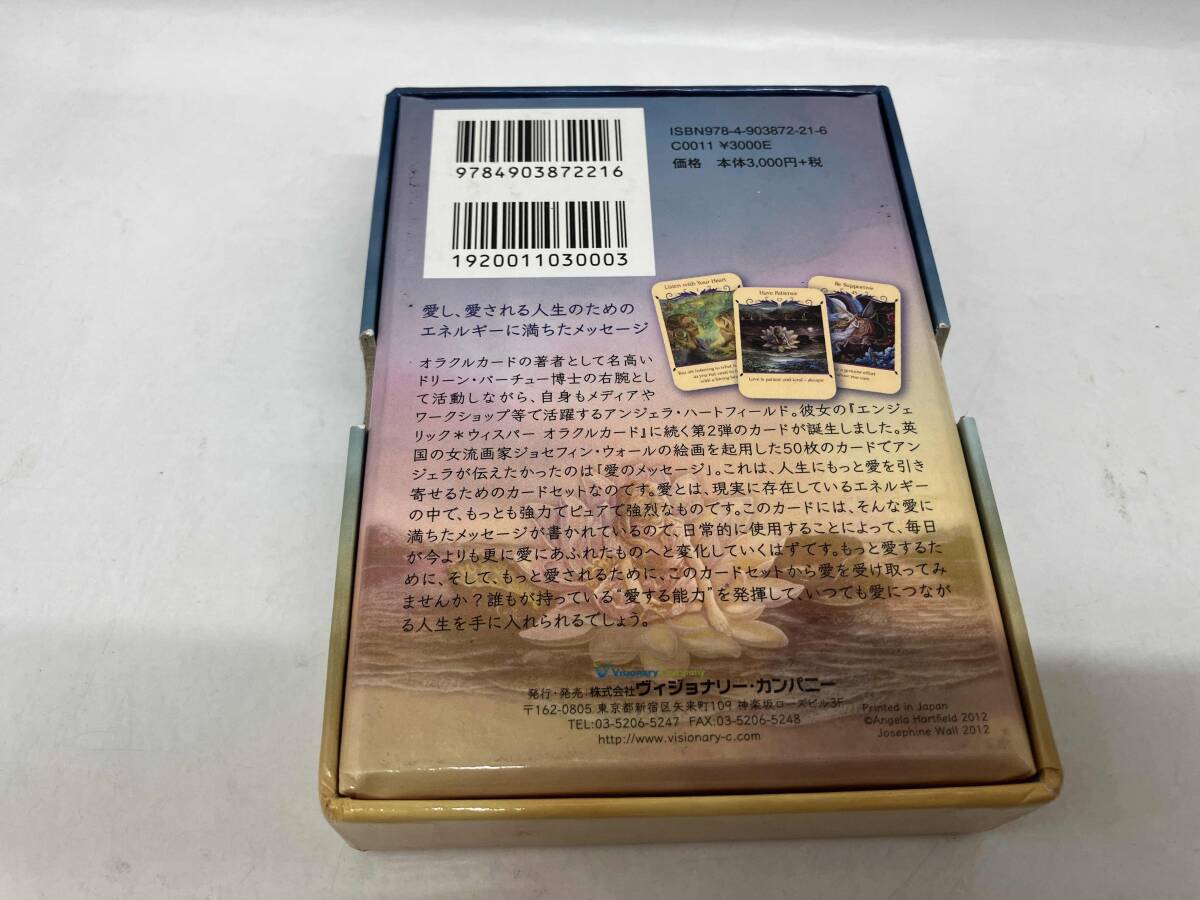 9784903872216
1920011030003
ISBN978-4-903872-21-6
C0011 ¥3000E
価格 本体3,000円+税
Listen with Your Heart
Have Patience
17
Be Supportive
45
You are listening to what
as you may need to
with a loving
Love is patient and kind – always!
a genuine effort
愛し、愛される人生のための
エネルギーに満ちたメッセージ
オラクルカードの著者として名高い
ドリーン・バーチュー博士の右腕とし
て活動しながら、自身もメディアや
ワークショップ等で活躍するアンジェラ・ハートフィールド。彼女の『エンジェ
リック*ウィスパー オラクルカード』に続く第2弾のカードが誕生しました。英
国の女流画家ジョセフィン・ウォールの絵画を起用した50枚のカードでアン
ジェラが伝えたかったのは「愛のメッセージ」。これは、人生にもっと愛を引き
寄せるためのカードセットなのです。愛とは、現実に存在しているエネルギー
の中で、もっとも強力でピュアで強烈なものです。このカードには、そんな愛に
満ちたメッセージが書かれているので、日常的に使用することによって、毎日
が今よりも更に愛にあふれたものへと変化していくはずです。もっと愛するた
めに、そして、もっと愛されるために、このカードセットから愛を受け取ってみ
ませんか?誰もが持っている“愛する能力”を発揮して、いつでも愛につなが
る人生を手に入れられるでしょう。
Visionary Company
発行・発売:株式会社ヴィジョナリー・カンパニー
〒162-0805 東京都新宿区矢来町109 神楽坂ローズビル3F
TEL:03-5206-5247 FAX:03-5206-5248
http://www.visionary-c.com
Printed in Japan
©Angela Hartfield 2012
Josephine Wall 2012